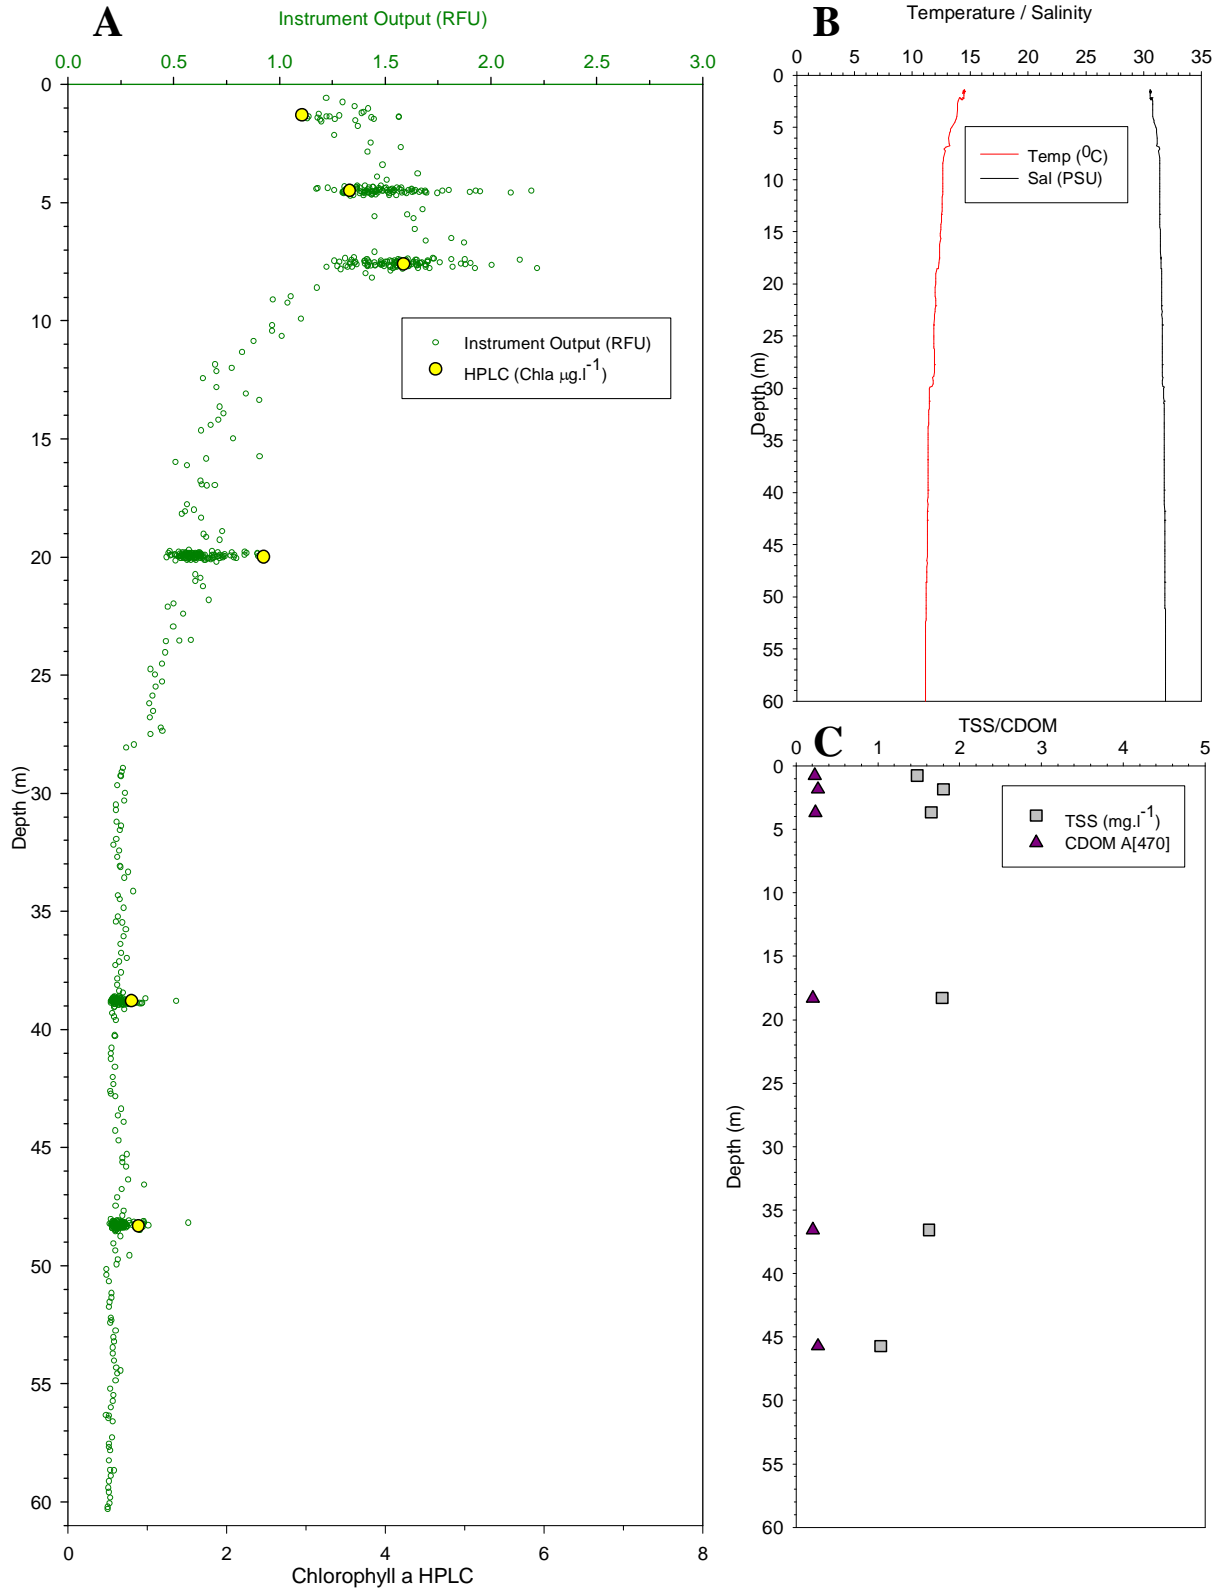 A
Instrument Output (RFU)
0.0 0.5 1.0 1.5 2.0 2.5 3.0
0
5
10
15
20
25
30
35
40
45
50
55
60
Depth (m)
Instrument Output (RFU)
HPLC (Chla μg.l-1)
0 2 4 6 8
Chlorophyll a HPLC
B
Temperature / Salinity
0 5 10 15 20 25 30 35
0
5
10
15
20
25
30
35
40
45
50
55
60
Depth (m)
Temp (0C)
Sal (PSU)
C
TSS/CDOM
0 1 2 3 4 5
0
5
10
15
20
25
30
35
40
45
50
55
60
Depth (m)
TSS (mg.l-1)
CDOM A[470]